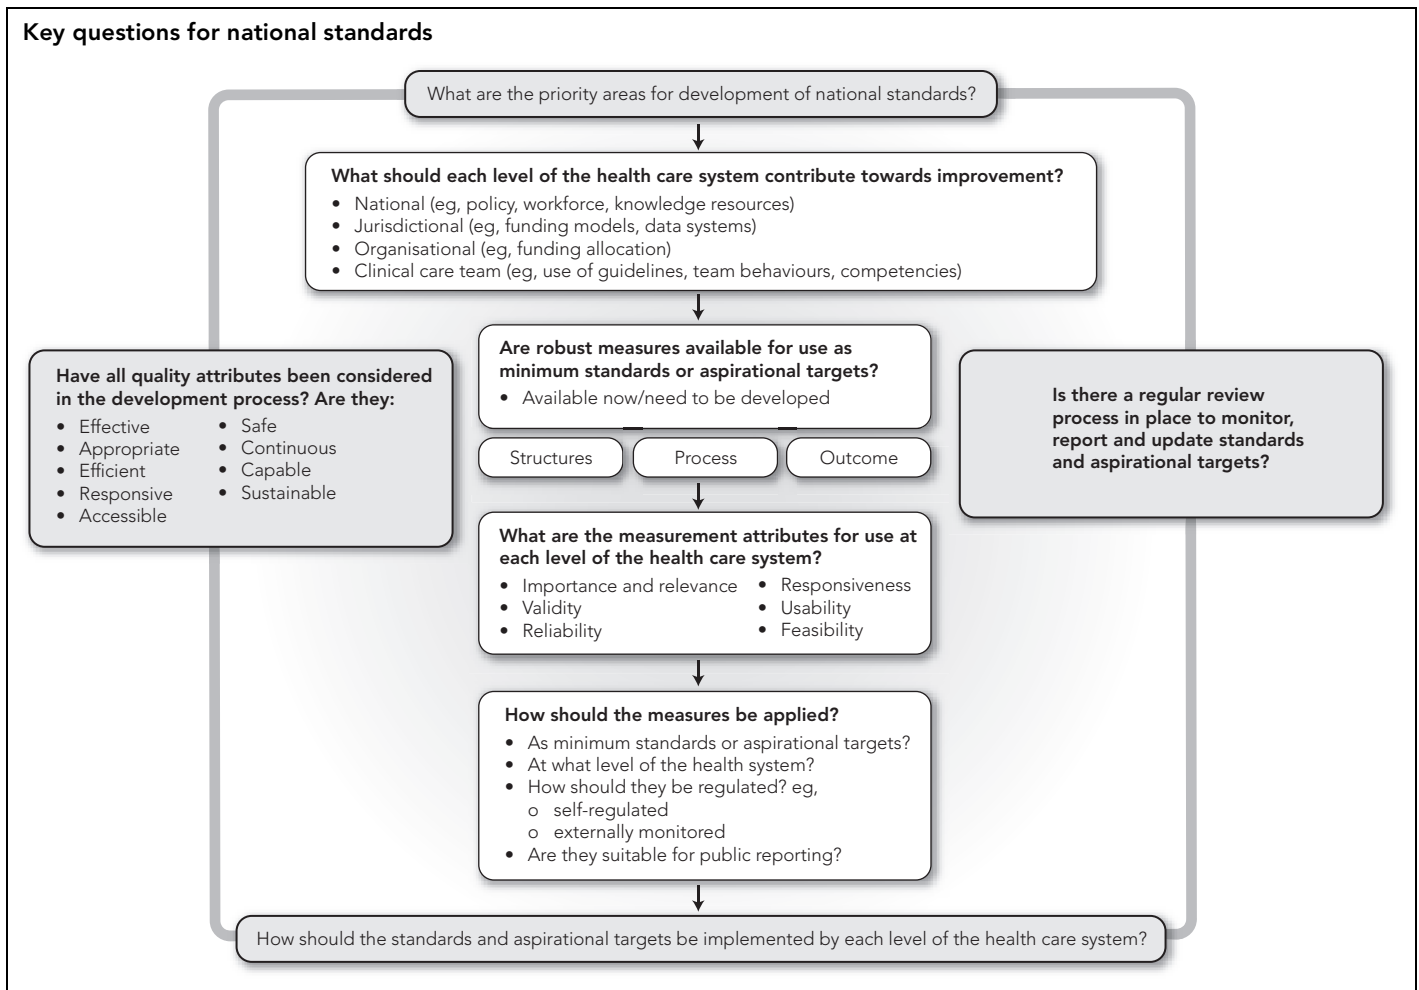 Key questions for national standards
What are the priority areas for development of national standards?
What should each level of the health care system contribute towards improvement?
• National (eg, policy, workforce, knowledge resources)
• Jurisdictional (eg, funding models, data systems)
• Organisational (eg, funding allocation)
• Clinical care team (eg, use of guidelines, team behaviours, competencies)
Have all quality attributes been considered
in the development process? Are they:
• Effective
• Appropriate
• Efficient
• Responsive
• Accessible
• Safe
• Continuous
• Capable
• Sustainable
Are robust measures available for use as
minimum standards or aspirational targets?
• Available now/need to be developed
Structures
Process
Outcome
Is there a regular review
process in place to monitor,
report and update standards
and aspirational targets?
What are the measurement attributes for use at
each level of the health care system?
• Importance and relevance
• Validity
• Reliability
• Responsiveness
• Usability
• Feasibility
How should the measures be applied?
• As minimum standards or aspirational targets?
• At what level of the health system?
• How should they be regulated? eg,
o self-regulated
o externally monitored
• Are they suitable for public reporting?
How should the standards and aspirational targets be implemented by each level of the health care system?